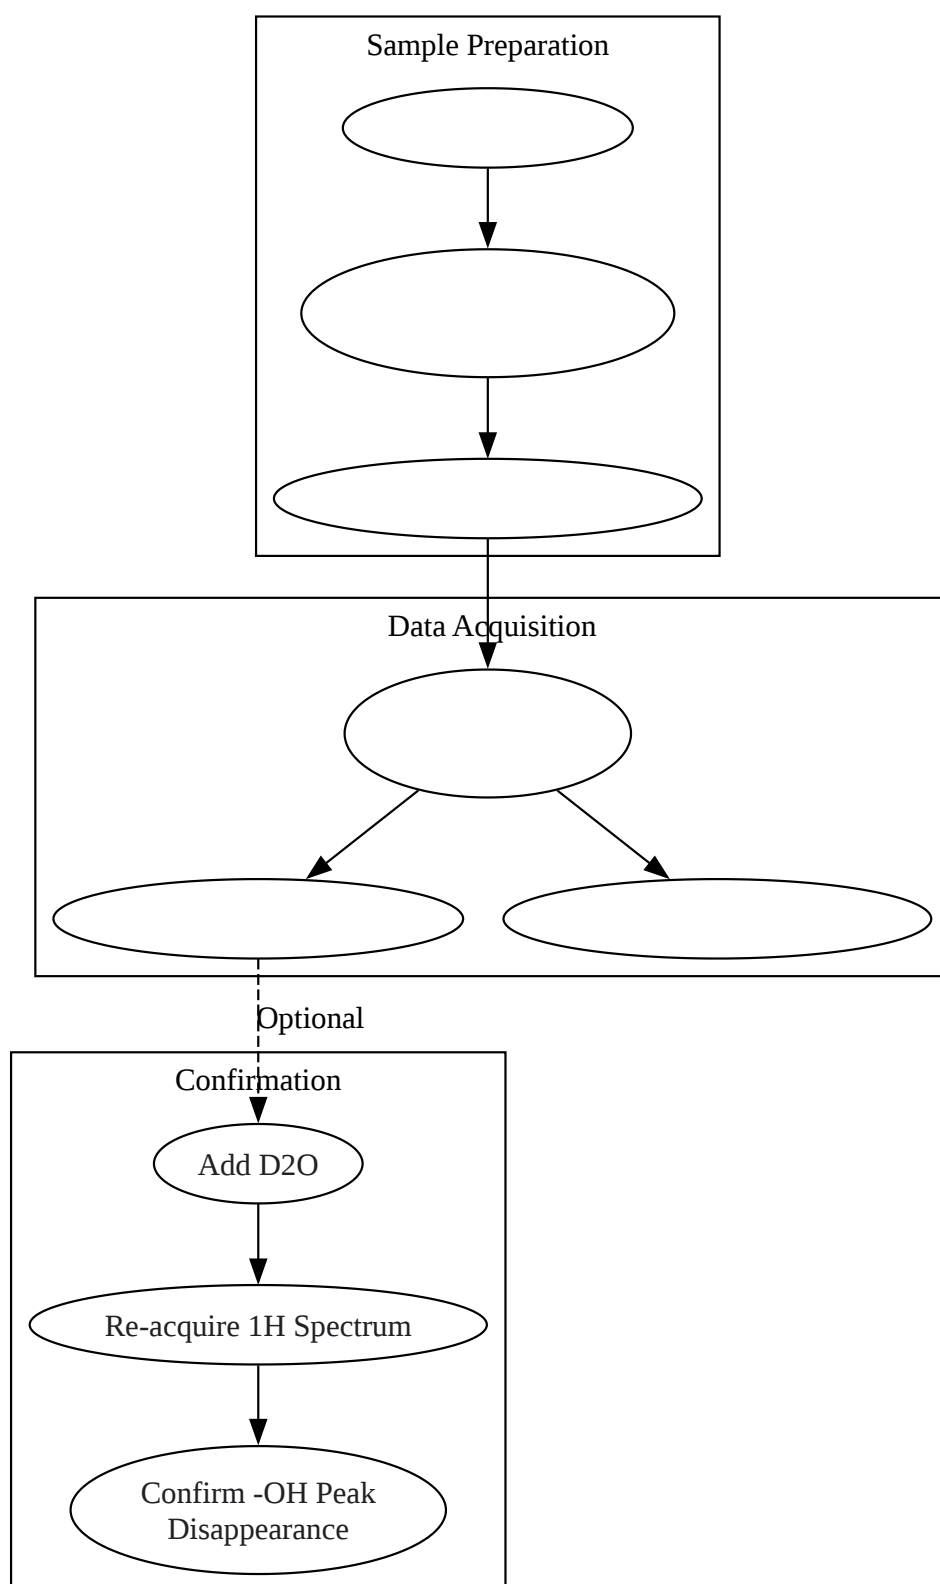 Sample Preparation
Data Acquisition
Optional
Confirmation
Add D2O
Re-acquire 1H Spectrum
Confirm -OH Peak
Disappearance